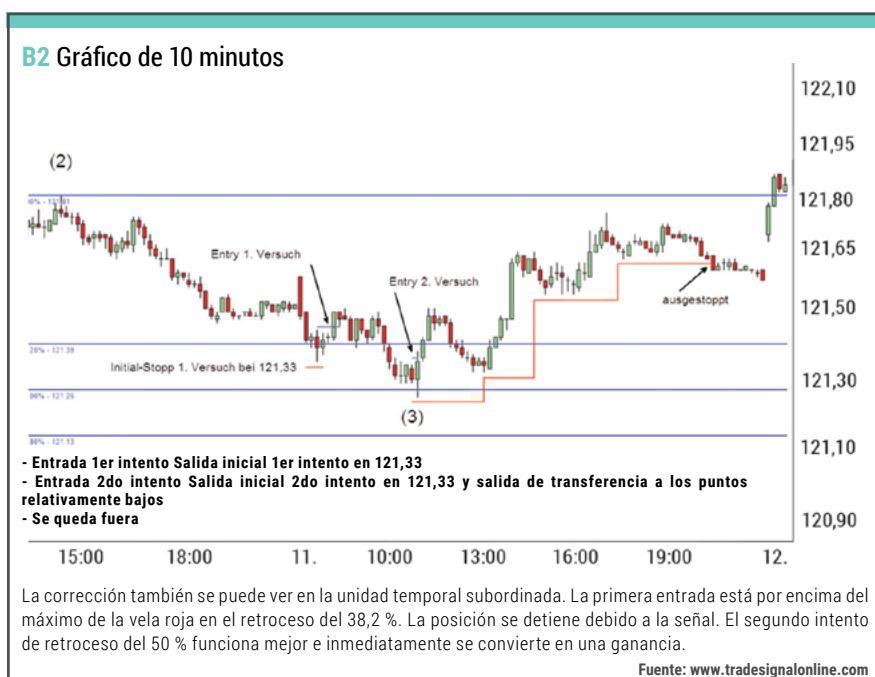 B2 Gráfico de 10 minutos
122,10
121,95
(2)
121,80
Entry 1. Versuch
121,65
Entry 2. Versuch
ausgestoppt
121,50
28% - 121.39
Initial-Stopp 1. Versuch bei 121,33
121,30
(3)
121,10
- Entrada 1er intento Salida inicial 1er intento en 121,33
- Entrada 2do intento Salida inicial 2do intento en 121,33 y salida de transferencia a los puntos
relativamente bajos
- Se queda fuera
120,90
15:00 18:00 11. 10:00 13:00 16:00 19:00 12.
La corrección también se puede ver en la unidad temporal subordinada. La primera entrada está por encima del
máximo de la vela roja en el retroceso del 38,2 %. La posición se detiene debido a la señal. El segundo intento
de retroceso del 50 % funciona mejor e inmediatamente se convierte en una ganancia.
Fuente: www.tradesignalonline.com